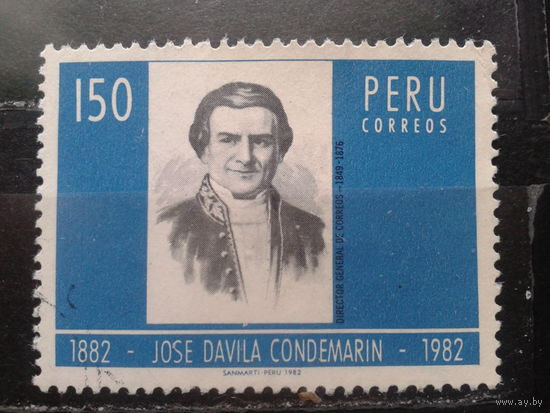 150
PERU
CORREOS
DIRECTOR GENERAL DE CORREOS - 1849-1876
1882 - JOSE DAVILA CONDEMARIN - 1982
SANMARTI-PERU 1982
www.ay.by